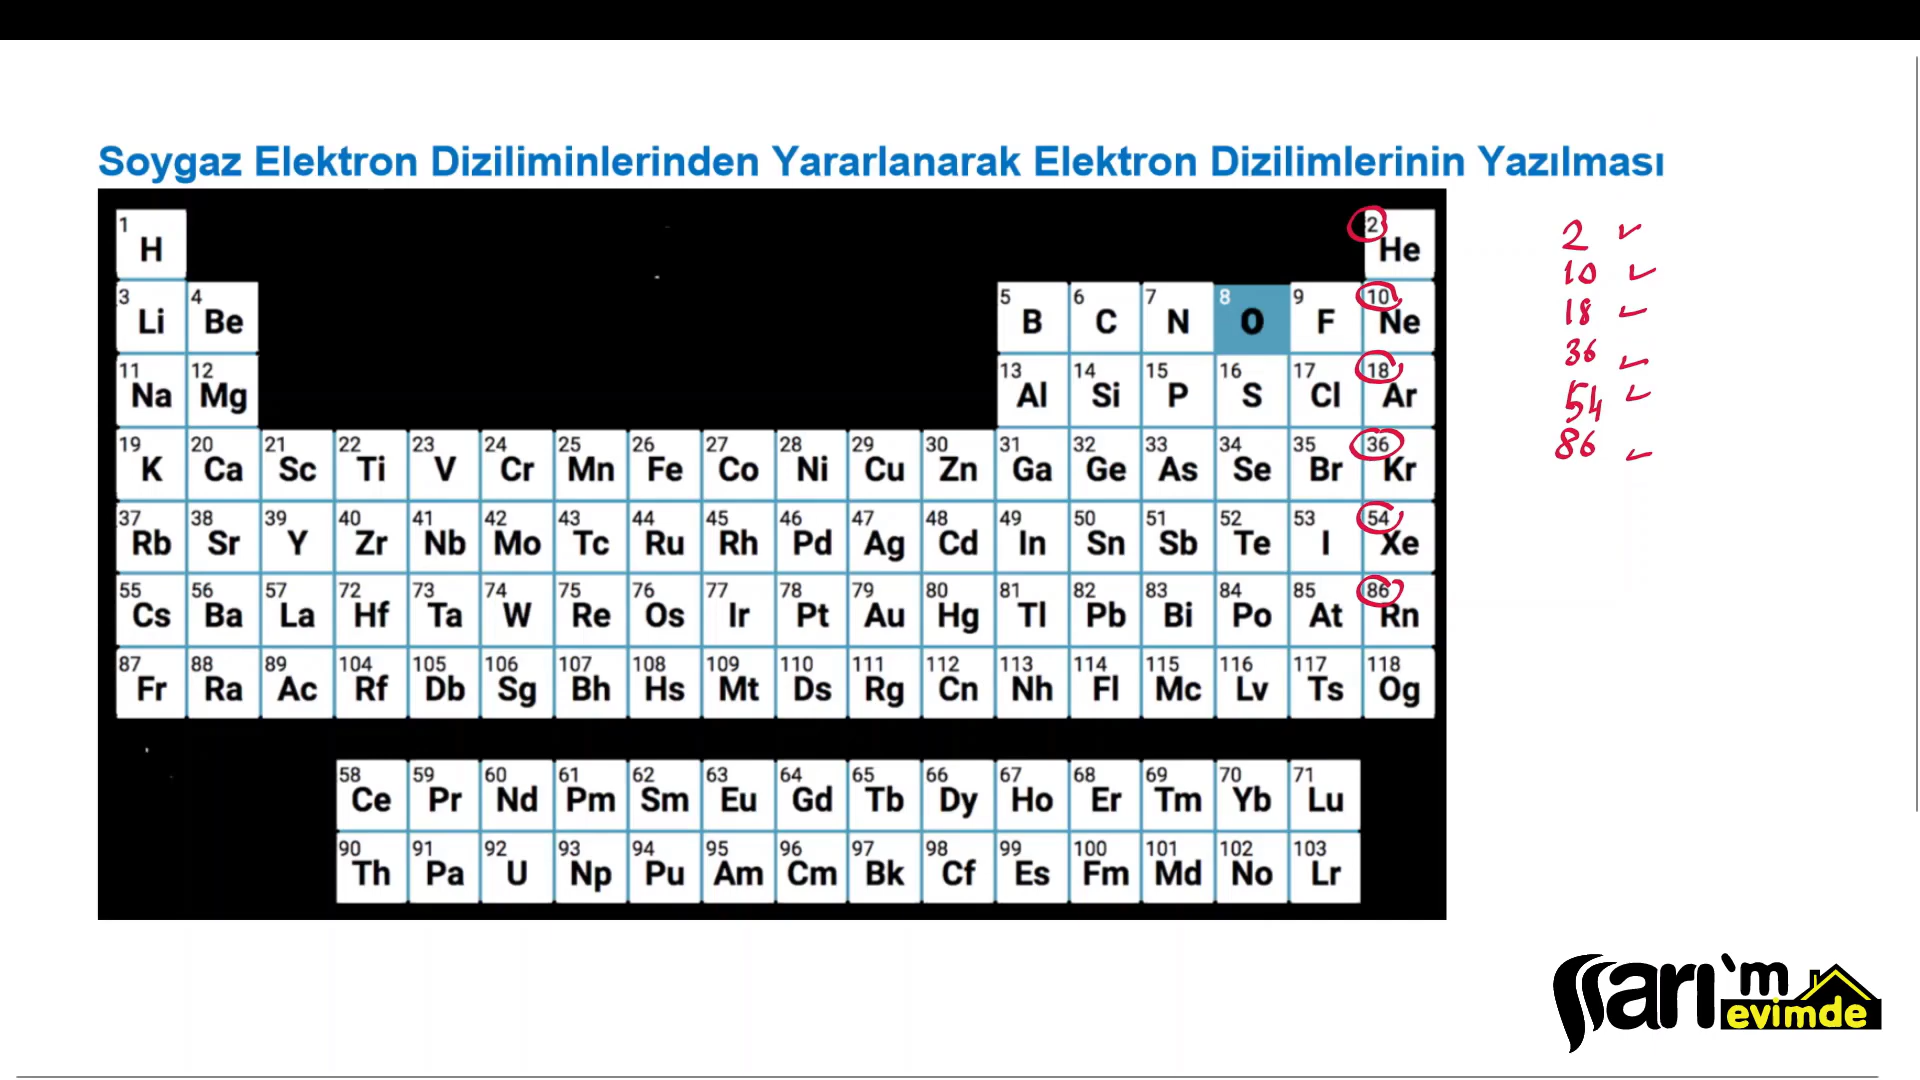 Soygaz Elektron Diziliminlerinden Yararlanarak Elektron Dizilimlerinin Yazılması
1 H 2 He
3 Li 4 Be 5 B 6 C 7 N 8 O 9 F 10 Ne
11 Na 12 Mg 13 Al 14 Si 15 P 16 S 17 Cl 18 Ar
19 K 20 Ca 21 Sc 22 Ti 23 V 24 Cr 25 Mn 26 Fe 27 Co 28 Ni 29 Cu 30 Zn 31 Ga 32 Ge 33 As 34 Se 35 Br 36 Kr
37 Rb 38 Sr 39 Y 40 Zr 41 Nb 42 Mo 43 Tc 44 Ru 45 Rh 46 Pd 47 Ag 48 Cd 49 In 50 Sn 51 Sb 52 Te 53 I 54 Xe
55 Cs 56 Ba 57 La 72 Hf 73 Ta 74 W 75 Re 76 Os 77 Ir 78 Pt 79 Au 80 Hg 81 Tl 82 Pb 83 Bi 84 Po 85 At 86 Rn
87 Fr 88 Ra 89 Ac 104 Rf 105 Db 106 Sg 107 Bh 108 Hs 109 Mt 110 Ds 111 Rg 112 Cn 113 Nh 114 Fl 115 Mc 116 Lv 117 Ts 118 Og
58 Ce 59 Pr 60 Nd 61 Pm 62 Sm 63 Eu 64 Gd 65 Tb 66 Dy 67 Ho 68 Er 69 Tm 70 Yb 71 Lu
90 Th 91 Pa 92 U 93 Np 94 Pu 95 Am 96 Cm 97 Bk 98 Cf 99 Es 100 Fm 101 Md 102 No 103 Lr
2 ✓
10 ✓
18 ✓
36 ✓
54 ✓
86 ✓
SARI'm
evimde